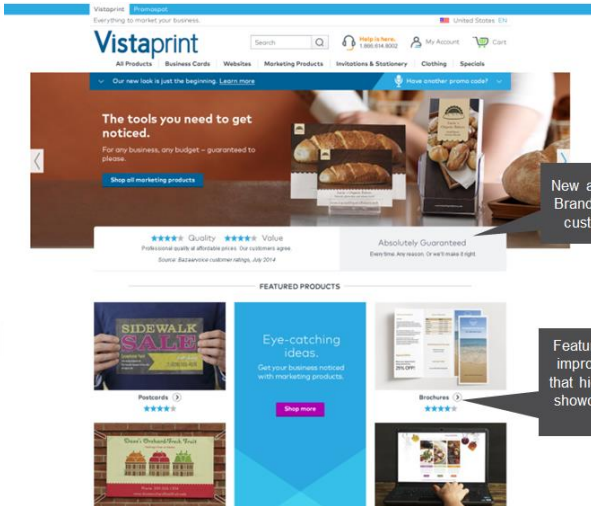 Vistaprint Promospot
Everything to market your business.
United States EN
Vistaprint
Search
Help is here.
1.866.614.8002
My Account
Cart
All Products Business Cards Websites Marketing Products Invitations & Stationery Clothing Specials
Our new look is just the beginning. Learn more
Have another promo code?
The tools you need to get
noticed.
For any business, any budget – guaranteed to
please.
Shop all marketing products
New a
Brand
cust
Quality Value
Professional quality at affordable prices. Our customers agree.
Source: Bazaarvoice customer ratings, July 2014
Absolutely Guaranteed
Every time. Any reason. Or we'll make it right.
FEATURED PRODUCTS
SIDEWALK
SALE
Eye-catching
ideas.
Get your business noticed
with marketing products.
Shop more
25% OFF!
Postcards
Brochures
Featu
impro
that hi
showc